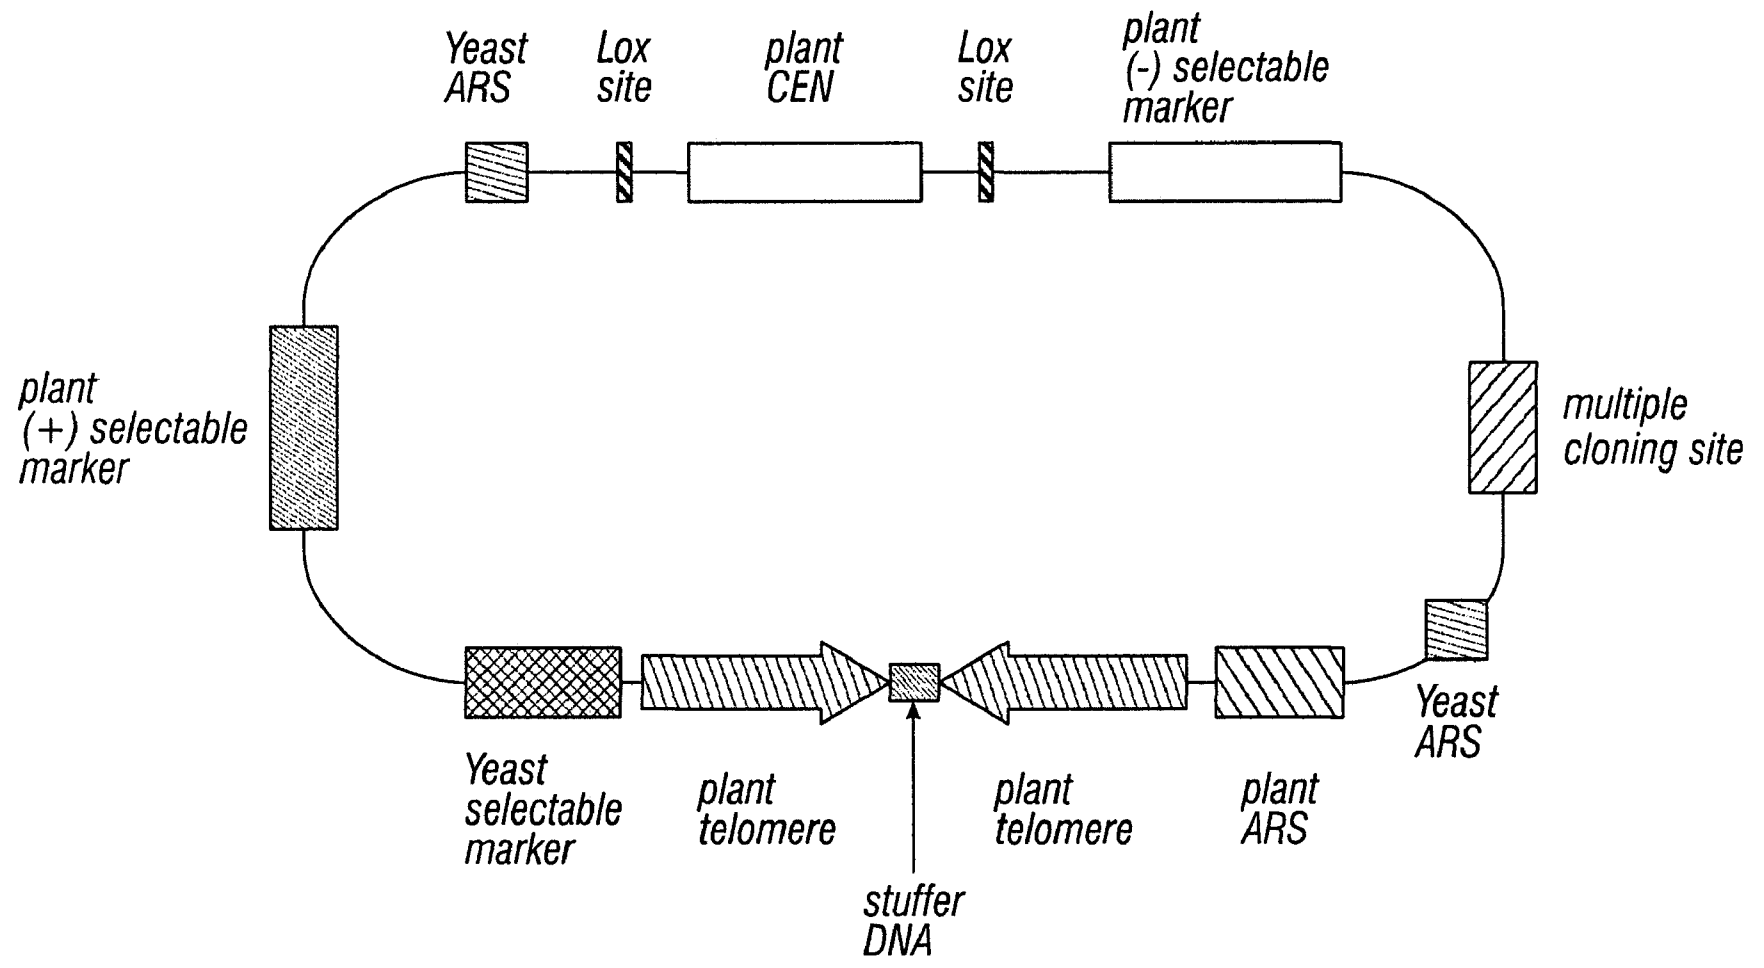 Yeast
ARS
Lox
site
plant
CEN
Lox
site
plant
(-) selectable
marker
plant
(+) selectable
marker
multiple
cloning site
Yeast
ARS
Yeast
selectable
marker
plant
telomere
plant
telomere
plant
ARS
stuffer
DNA